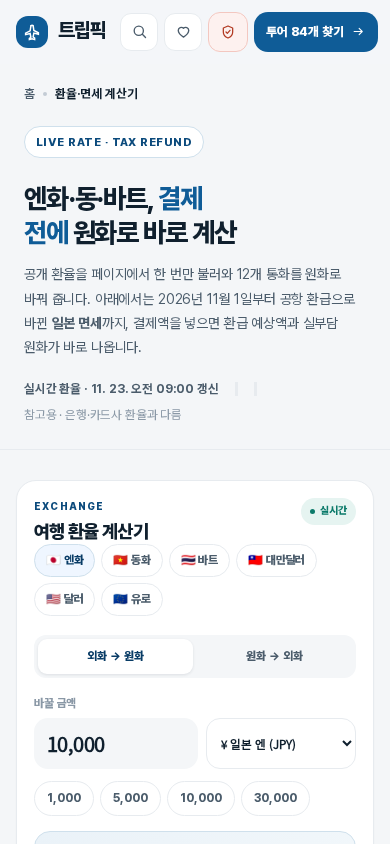 트립픽
투어 84개 찾기 →
홈 • 환율·면세 계산기
LIVE RATE · TAX REFUND
엔화·동·바트, 결제
전에 원화로 바로 계산
공개 환율을 페이지에서 한 번만 불러와 12개 통화를 원화로
바꿔 줍니다. 아래에서는 2026년 11월 1일부터 공항 환급으로
바뀐 일본 면세까지, 결제액을 넣으면 환급 예상액과 실부담
원화가 바로 나옵니다.
실시간 환율 · 11. 23. 오전 09:00 갱신
참고용 · 은행·카드사 환율과 다름
EXCHANGE
여행 환율 계산기
실시간
🇯🇵 엔화 🇻🇳 동화 🇹🇭 바트 🇹🇼 대만달러
🇺🇸 달러 🇪🇺 유로
외화 → 원화 원화 → 외화
바꿀 금액
10,000 ¥ 일본 엔 (JPY)
1,000 5,000 10,000 30,000